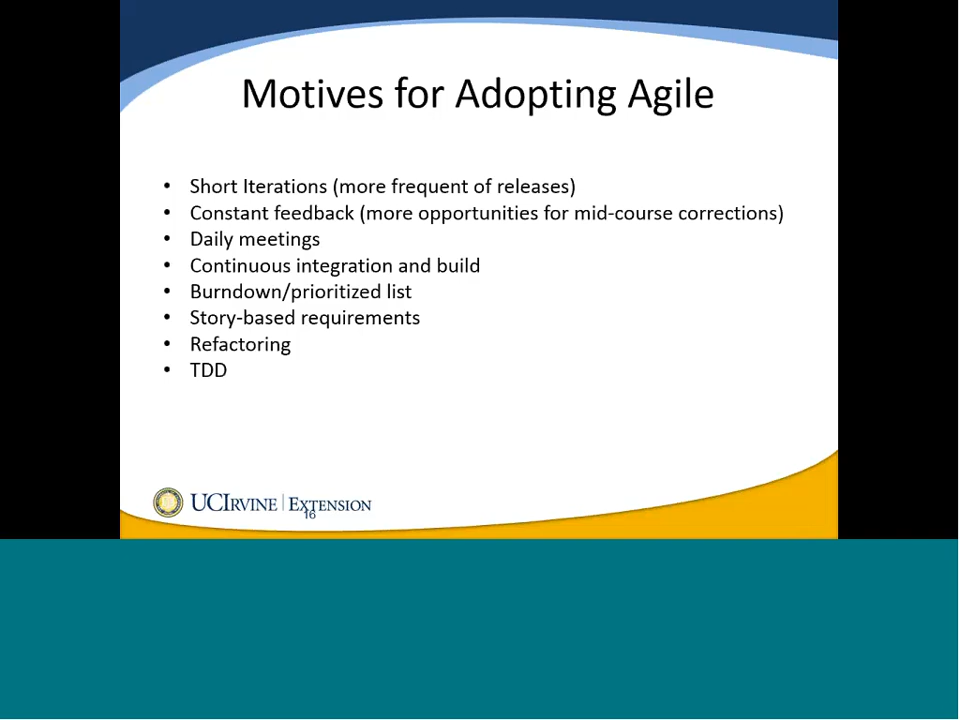 Motives for Adopting Agile
• Short Iterations (more frequent of releases)
• Constant feedback (more opportunities for mid-course corrections)
• Daily meetings
• Continuous integration and build
• Burndown/prioritized list
• Story-based requirements
• Refactoring
• TDD
UCIRVINE | EXTENSION
16